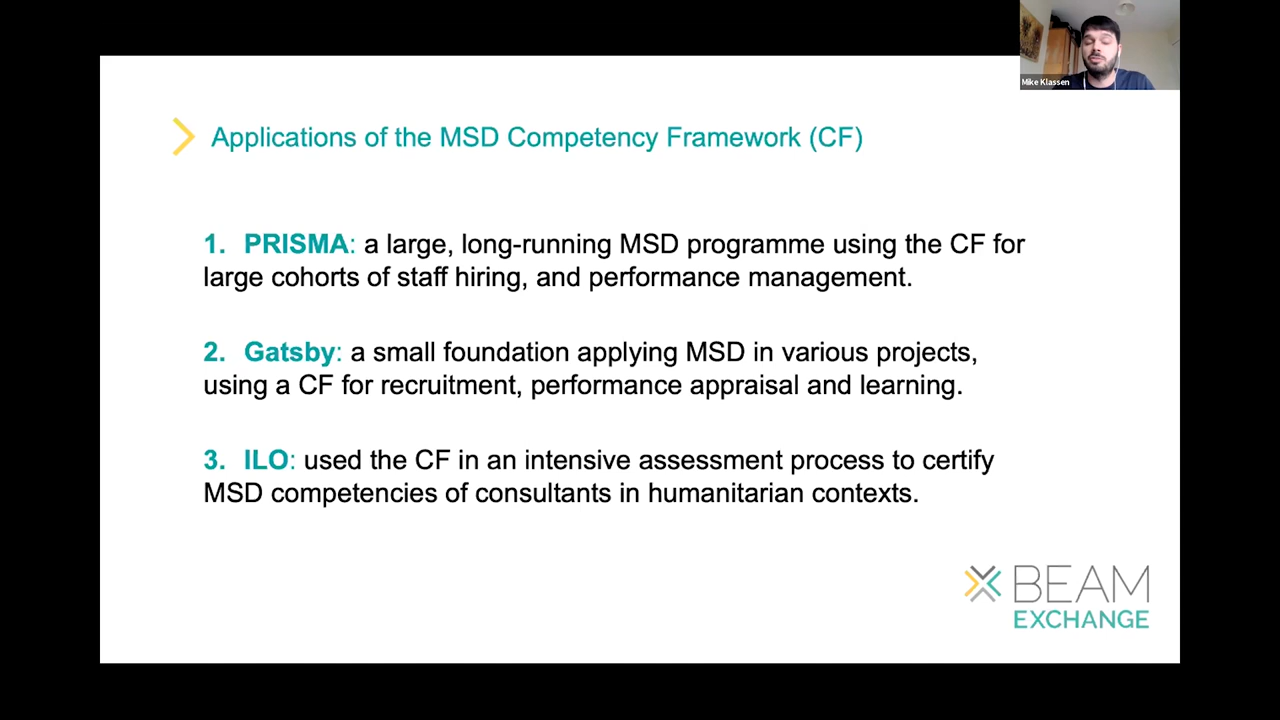 Mike Klassen
Applications of the MSD Competency Framework (CF)
1. PRISMA: a large, long-running MSD programme using the CF for
large cohorts of staff hiring, and performance management.
2. Gatsby: a small foundation applying MSD in various projects,
using a CF for recruitment, performance appraisal and learning.
3. ILO: used the CF in an intensive assessment process to certify
MSD competencies of consultants in humanitarian contexts.
BEAM
EXCHANGE